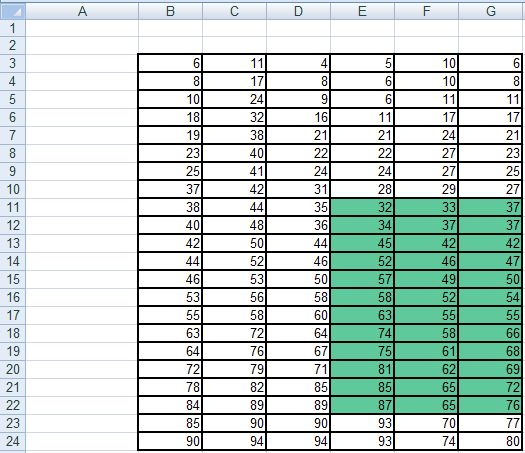 A B C D E F G
1
2
3 6 11 4 5 10 6
4 8 17 8 6 10 8
5 10 24 9 6 11 11
6 18 32 16 11 17 17
7 19 38 21 21 24 21
8 23 40 22 22 27 23
9 25 41 24 24 27 25
10 37 42 31 28 29 27
11 38 44 35 32 33 37
12 40 48 36 34 37 37
13 42 50 44 45 42 42
14 44 52 46 52 46 47
15 46 53 50 57 49 50
16 53 56 58 58 52 54
17 55 58 60 63 55 55
18 63 72 64 74 58 66
19 64 76 67 75 61 68
20 72 79 71 81 62 69
21 78 82 85 85 65 72
22 84 89 89 87 65 76
23 85 90 90 93 70 77
24 90 94 94 93 74 80